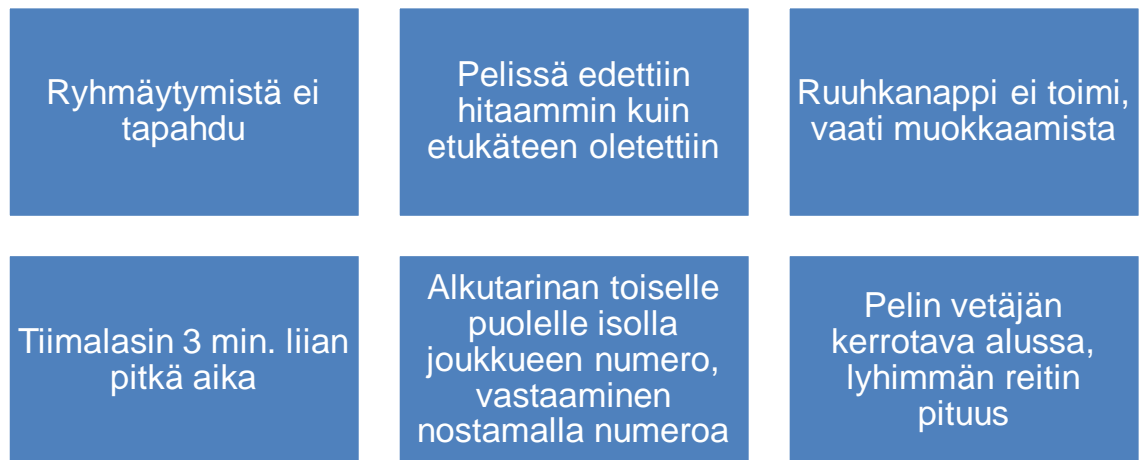 Ryhmäytymistä ei
tapahdu
Pelissä edettiin
hitaammin kuin
etukäteen oletettiin
Ruuhkanappi ei toimi,
vaati muokkaamista
Tiimalasin 3 min. liian
pitkä aika
Alkutarinan toiselle
puolelle isolla
joukkueen numero,
vastaaminen
nostamalla numeroa
Pelin vetäjän
kerrotava alussa,
lyhimmän reitin
pituus